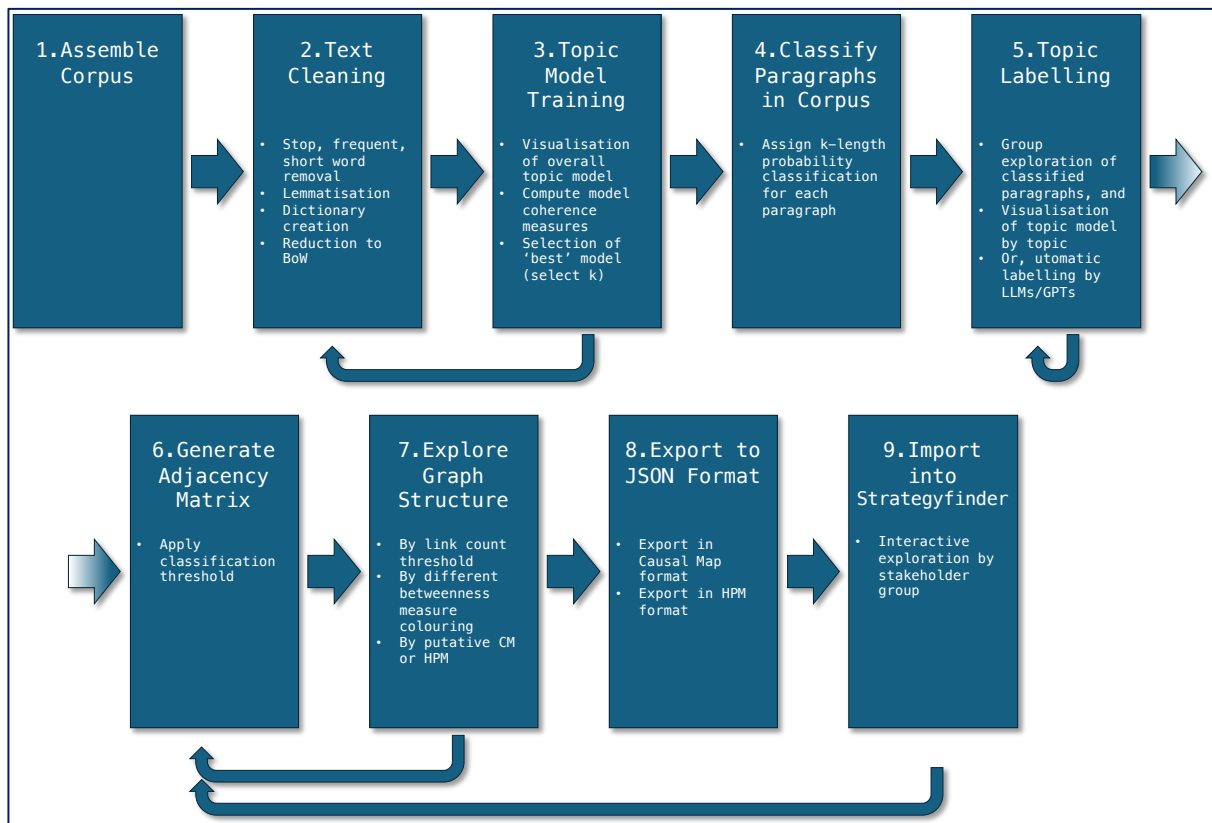 1.Assemble
Corpus
2.Text
Cleaning
• Stop, frequent,
short word
removal
• Lemmatisation
• Dictionary
creation
• Reduction to
BoW
3.Topic
Model
Training
• Visualisation
of overall
topic model
• Compute model
coherence
measures
• Selection of
‘best’ model
(select k)
4.Classify
Paragraphs
in Corpus
• Assign k–length
probability
classification
for each
paragraph
5.Topic
Labelling
• Group
exploration of
classified
paragraphs, and
• Visualisation
of topic model
by topic
• Or, utomatic
labelling by
LLMs/GPTs
6.Generate
Adjacency
Matrix
• Apply
classification
threshold
7.Explore
Graph
Structure
• By link count
threshold
• By different
betweenness
measure
colouring
• By putative CM
or HPM
8.Export to
JSON Format
• Export in
Causal Map
format
• Export in HPM
format
9.Import
into
Strategyfinder
• Interactive
exploration by
stakeholder
group